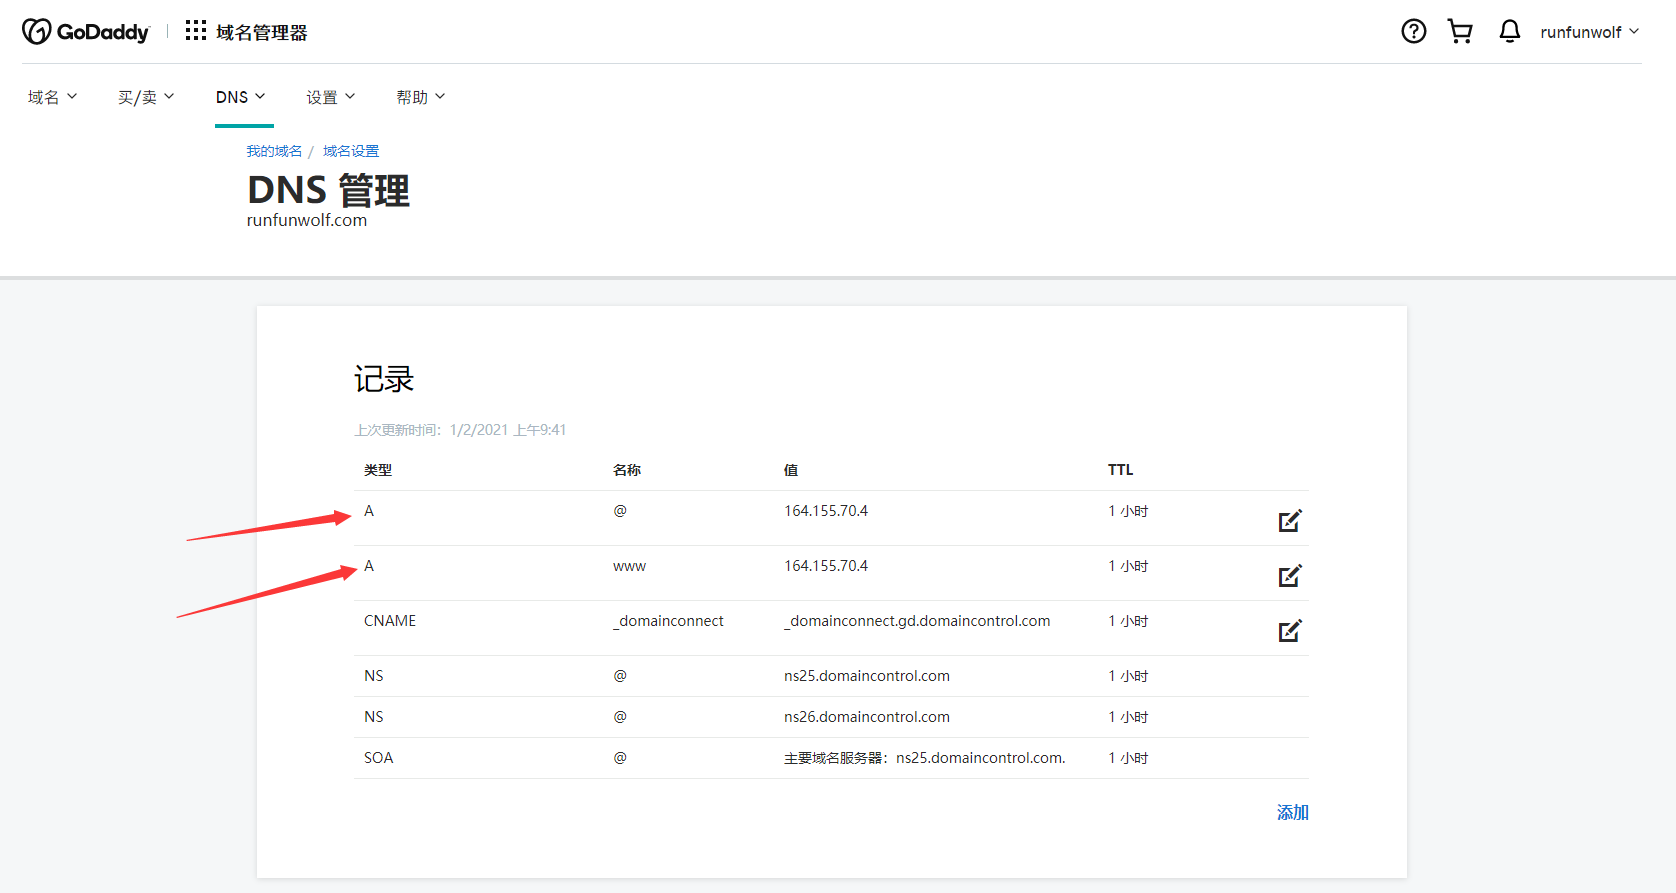 GoDaddy 域名管理器 runfunwolf
域名 买/卖 DNS 设置 帮助
我的域名 / 域名设置
DNS 管理
runfunwolf.com
记录
上次更新时间: 1/2/2021 上午9:41
类型 名称 值 TTL
A @ 164.155.70.4 1 小时
A www 164.155.70.4 1 小时
CNAME _domainconnect _domainconnect.gd.domaincontrol.com 1 小时
NS @ ns25.domaincontrol.com 1 小时
NS @ ns26.domaincontrol.com 1 小时
SOA @ 主要域名服务器: ns25.domaincontrol.com. 1 小时
添加